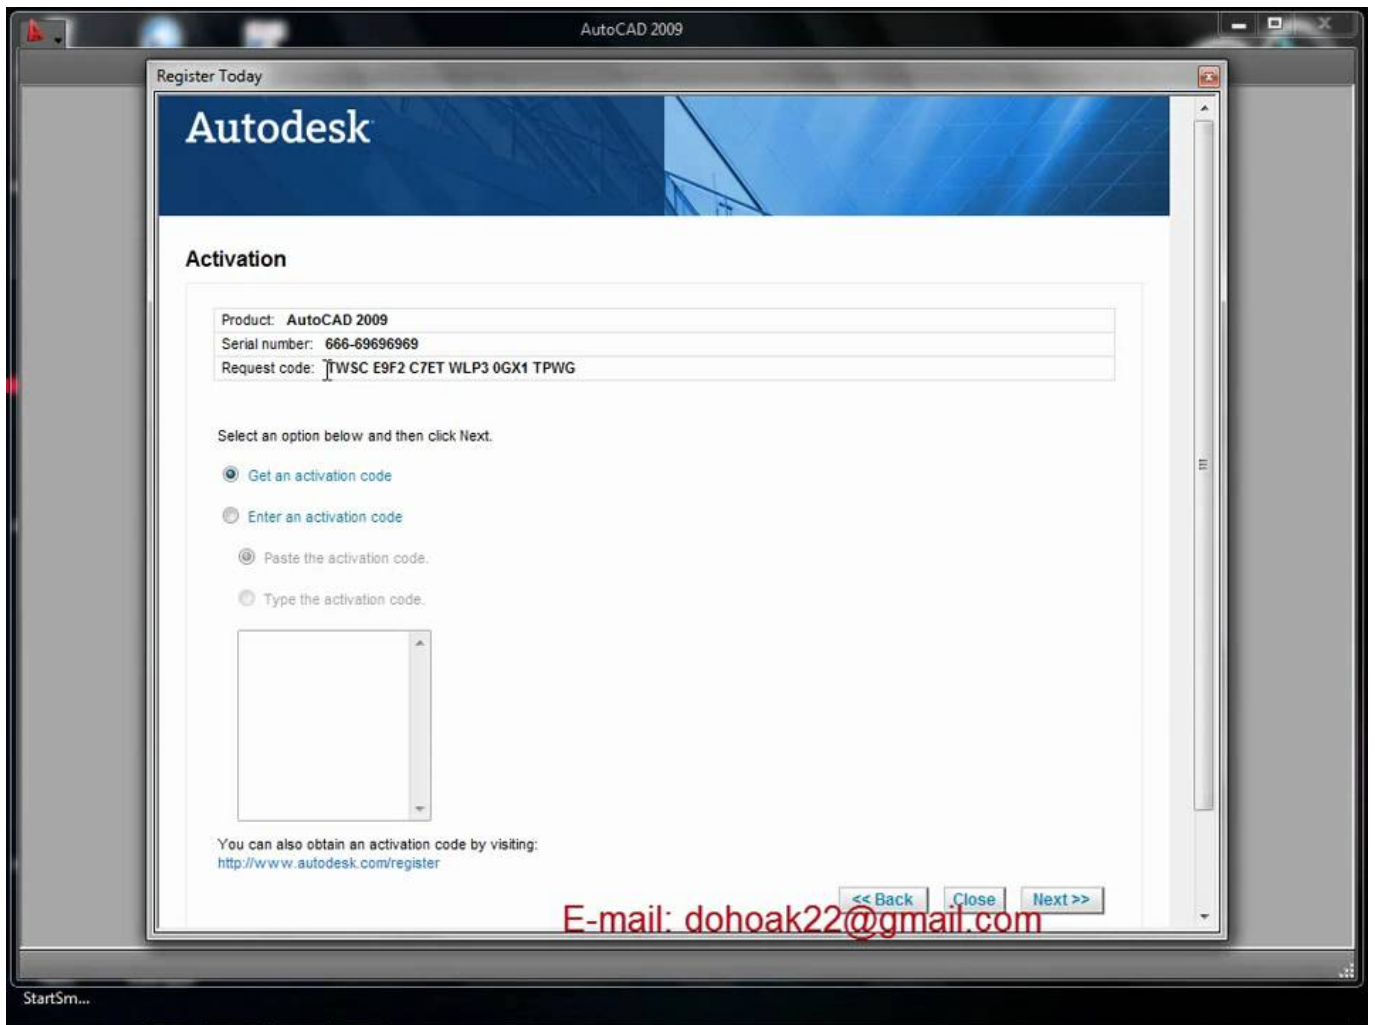 AutoCAD 2009
Register Today
Autodesk
Activation
Product: AutoCAD 2009
Serial number: 666-69696969
Request code: TWSC E9F2 C7ET WLP3 0GX1 TPWG
Select an option below and then click Next.
Get an activation code
Enter an activation code
Paste the activation code.
Type the activation code.
You can also obtain an activation code by visiting:
http://www.autodesk.com/register
<< Back Close Next >>
E-mail: dohoak22@gmail.com
StartSm...